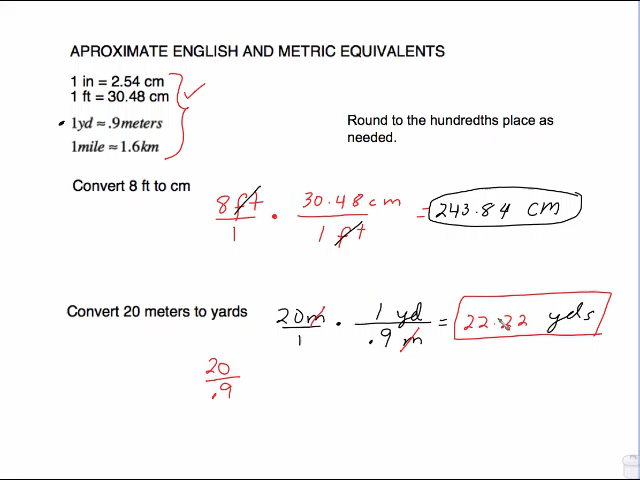 APROXIMATE ENGLISH AND METRIC EQUIVALENTS
1 in = 2.54 cm
1 ft = 30.48 cm
1yd ≈ .9meters
1mile ≈ 1.6km
Round to the hundredths place as
needed.
Convert 8 ft to cm
8 ft / 1 · 30.48 cm / 1 ft = 243.84 cm
Convert 20 meters to yards
20m / 1 · 1 yd / .9 m = 22.22 yds
20 / .9